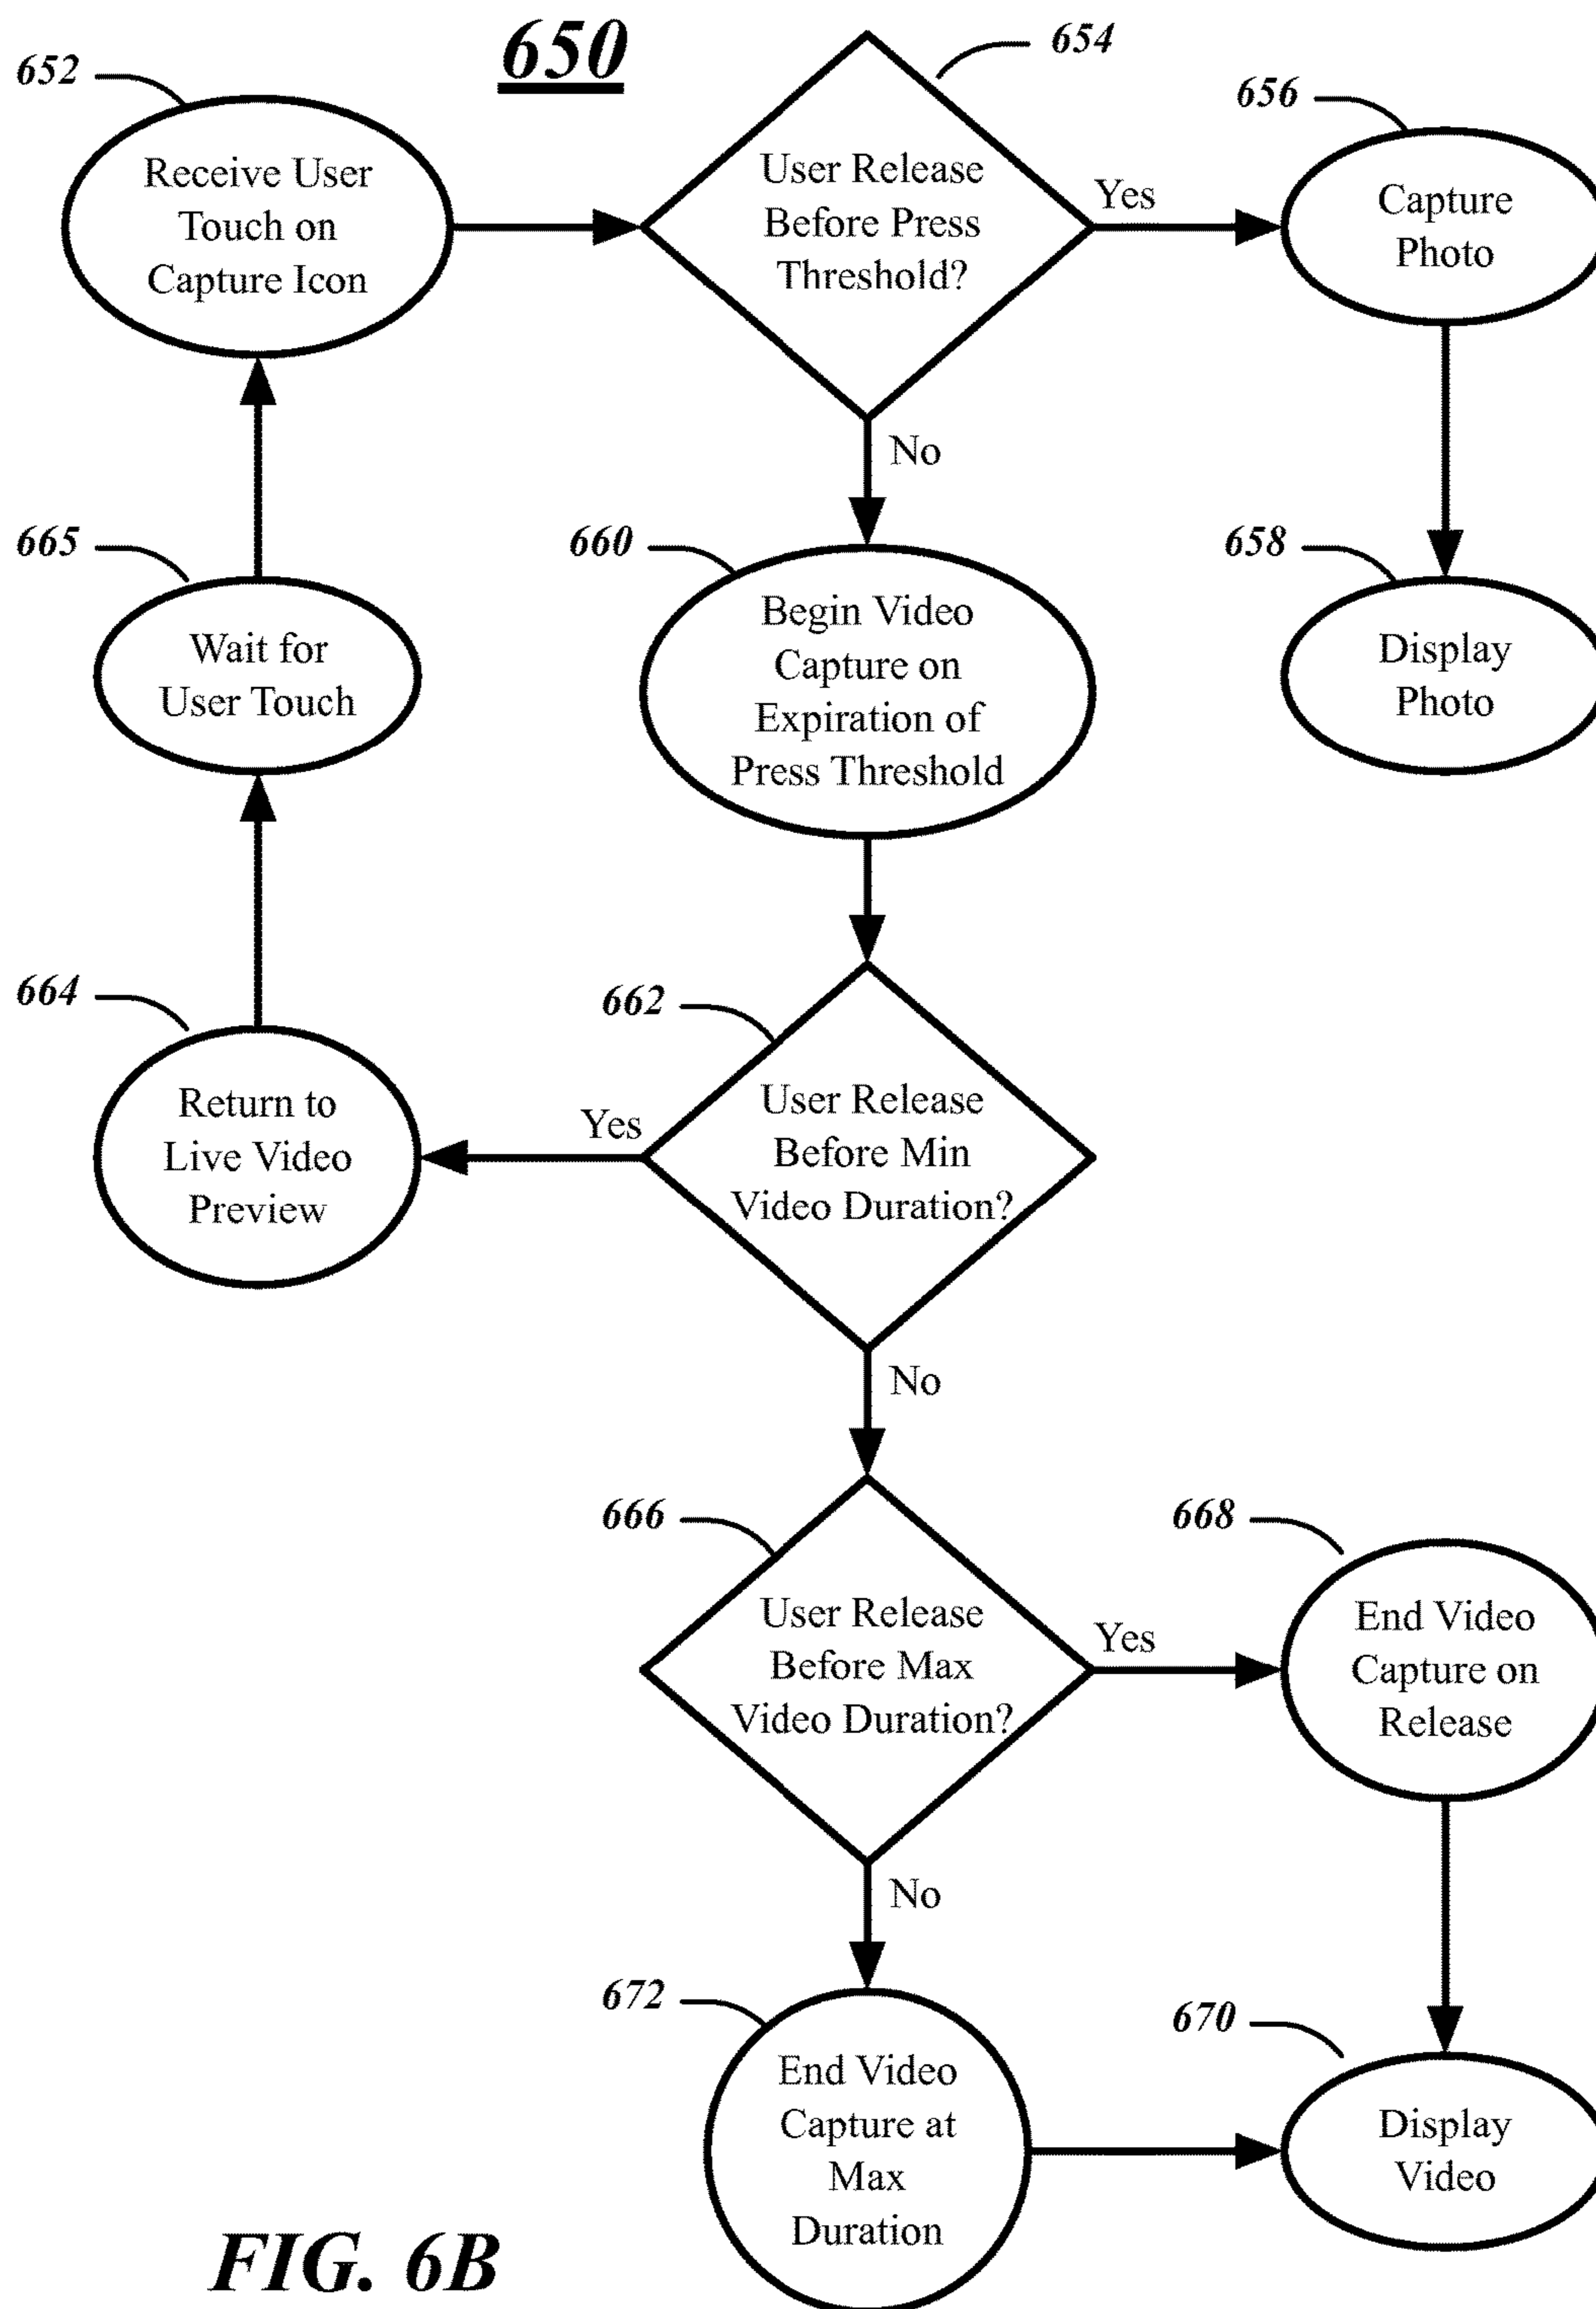 650
652
Receive User
Touch on
Capture Icon
654
User Release
Before Press
Threshold?
Yes
656
Capture
Photo
No
665
Wait for
User Touch
660
Begin Video
Capture on
Expiration of
Press Threshold
658
Display
Photo
664
Return to
Live Video
Preview
Yes
662
User Release
Before Min
Video Duration?
No
666
User Release
Before Max
Video Duration?
Yes
668
End Video
Capture on
Release
No
672
End Video
Capture at
Max
Duration
670
Display
Video
FIG. 6B